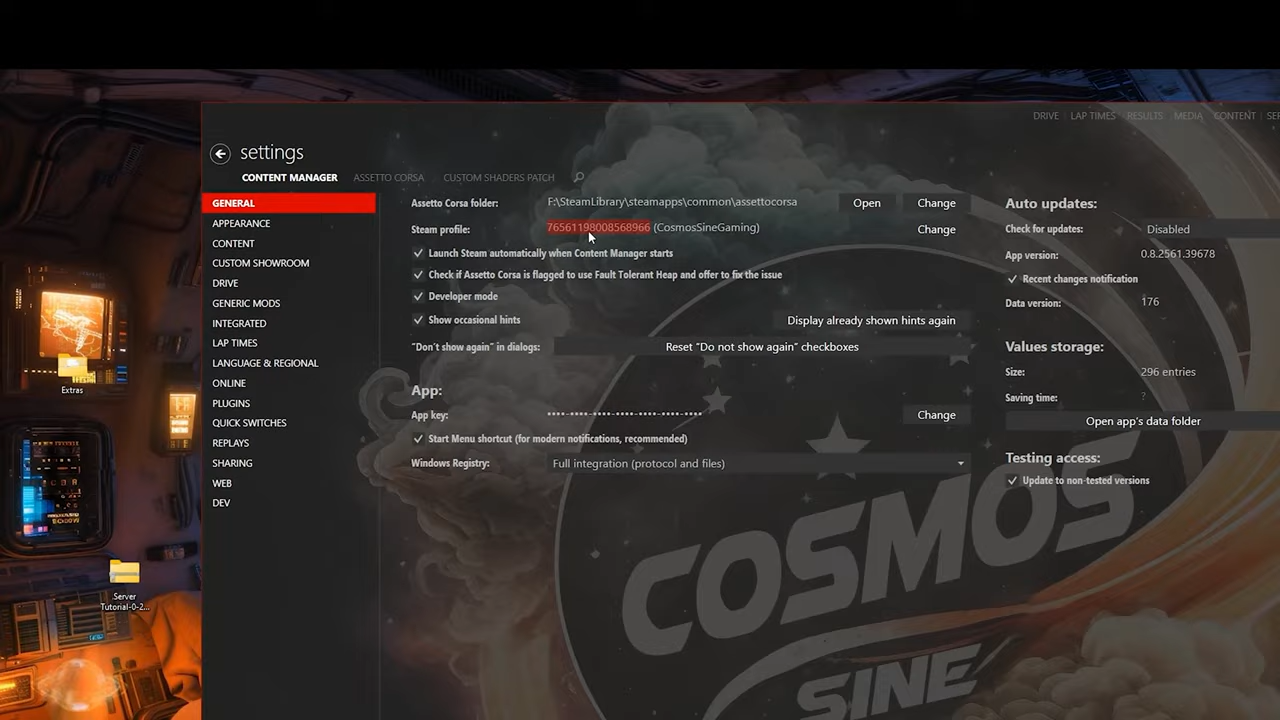 DRIVE LAP TIMES RESULTS MEDIA CONTENT SE
settings
CONTENT MANAGER ASSETTO CORSA CUSTOM SHADERS PATCH
GENERAL
APPEARANCE
CONTENT
CUSTOM SHOWROOM
DRIVE
GENERIC MODS
INTEGRATED
LAP TIMES
LANGUAGE & REGIONAL
ONLINE
PLUGINS
QUICK SWITCHES
REPLAYS
SHARING
WEB
DEV
Assetto Corsa folder: F:\SteamLibrary\steamapps\common\assettocorsa Open Change
Steam profile: 76561198008568966 (CosmosSineGaming) Change
Launch Steam automatically when Content Manager starts
Check if Assetto Corsa is flagged to use Fault Tolerant Heap and offer to fix the issue
Developer mode
Show occasional hints Display already shown hints again
"Don't show again" in dialogs: Reset "Do not show again" checkboxes
App:
App key: ••••-••••-••••-••••-••••-••••-•••• Change
Start Menu shortcut (for modern notifications, recommended)
Windows Registry: Full integration (protocol and files)
Auto updates:
Check for updates: Disabled
App version: 0.8.2561.39678
Recent changes notification
Data version: 176
Values storage:
Size: 296 entries
Saving time: ?
Open app's data folder
Testing access:
Update to non-tested versions
Extras
Server
Tutorial-0-2...
COSMOS
SINE